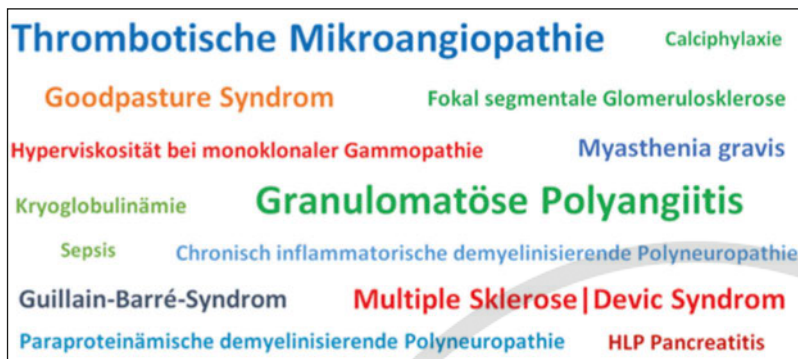 Thrombotische Mikroangiopathie Calciphylaxie
Goodpasture Syndrom Fokal segmentale Glomerulosklerose
Hyperviskosität bei monoklonaler Gammopathie Myasthenia gravis
Kryoglobulinämie Granulomatöse Polyangiitis
Sepsis Chronisch inflammatorische demyelinisierende Polyneuropathie
Guillain-Barré-Syndrom Multiple Sklerose|Devic Syndrom
Paraproteinämische demyelinisierende Polyneuropathie HLP Pancreatitis